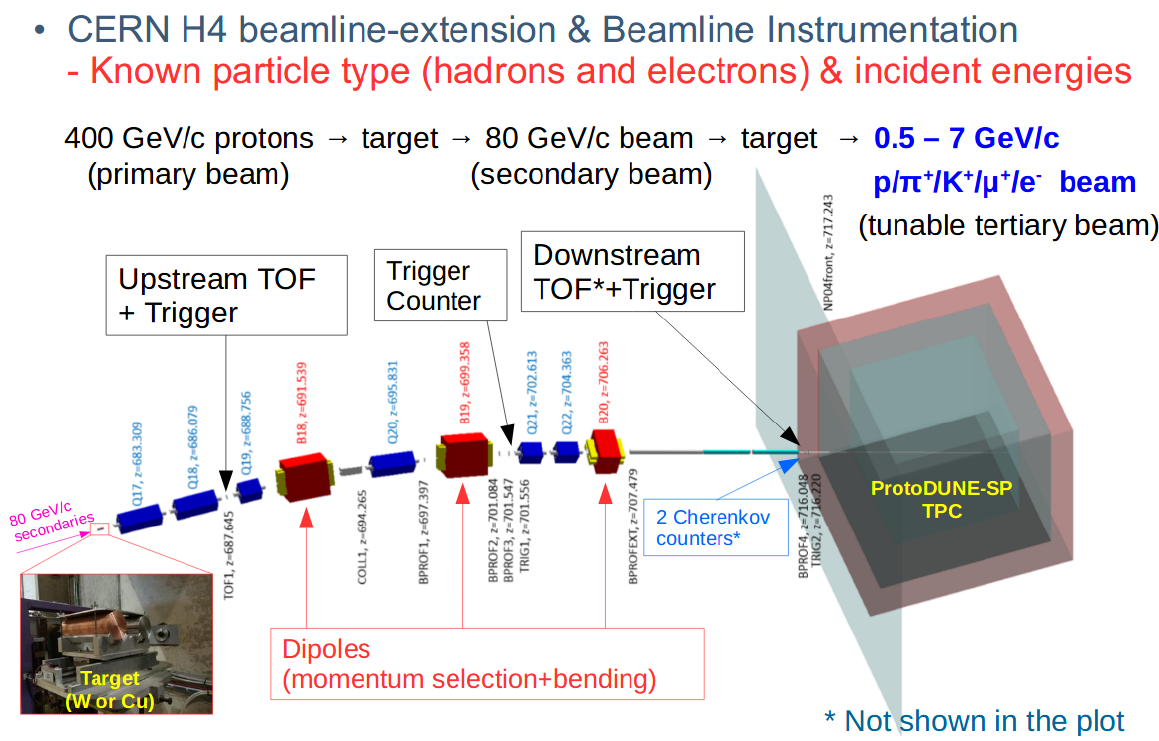 • CERN H4 beamline-extension & Beamline Instrumentation
- Known particle type (hadrons and electrons) & incident energies
400 GeV/c protons → target → 80 GeV/c beam → target → 0.5 – 7 GeV/c
(primary beam)
(secondary beam)
p/π⁺/K⁺/μ⁺/e⁻ beam
(tunable tertiary beam)
Upstream TOF
+ Trigger
Trigger
Counter
Downstream
TOF*+Trigger
NP04front, z=717.243
Q17, z=683.309
Q18, z=686.079
Q19, z=688.756
B18, z=691.539
Q20, z=695.831
B19, z=699.358
Q21, z=702.613
Q22, z=704.363
B20, z=706.263
80 GeV/c
secondaries
TOF1, z=687.645
COLL1, z=694.265
BPROF1, z=697.397
BPROF2, z=701.084
BPROF3, z=701.547
TRIG1, z=701.556
BPROFEXT, z=707.479
BPROF4, z=716.048
TRIG2, z=716.220
2 Cherenkov
counters*
ProtoDUNE-SP
TPC
Target
(W or Cu)
Dipoles
(momentum selection+bending)
* Not shown in the plot